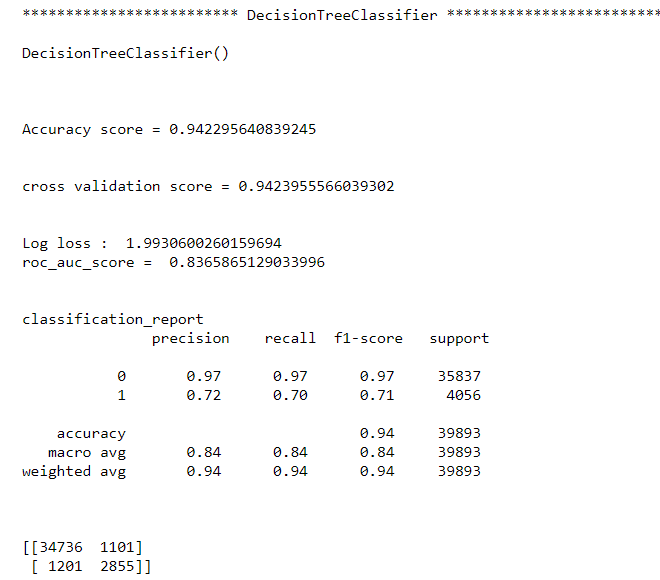 ************************* DecisionTreeClassifier *************************
DecisionTreeClassifier()
Accuracy score = 0.942295640839245
cross validation score = 0.9423955566039302
Log loss :  1.9930600260159694
roc_auc_score =  0.8365865129033996
classification_report
              precision    recall  f1-score   support
           0       0.97      0.97      0.97     35837
           1       0.72      0.70      0.71      4056
    accuracy                           0.94     39893
   macro avg       0.84      0.84      0.84     39893
weighted avg       0.94      0.94      0.94     39893
[[34736  1101]
 [ 1201  2855]]